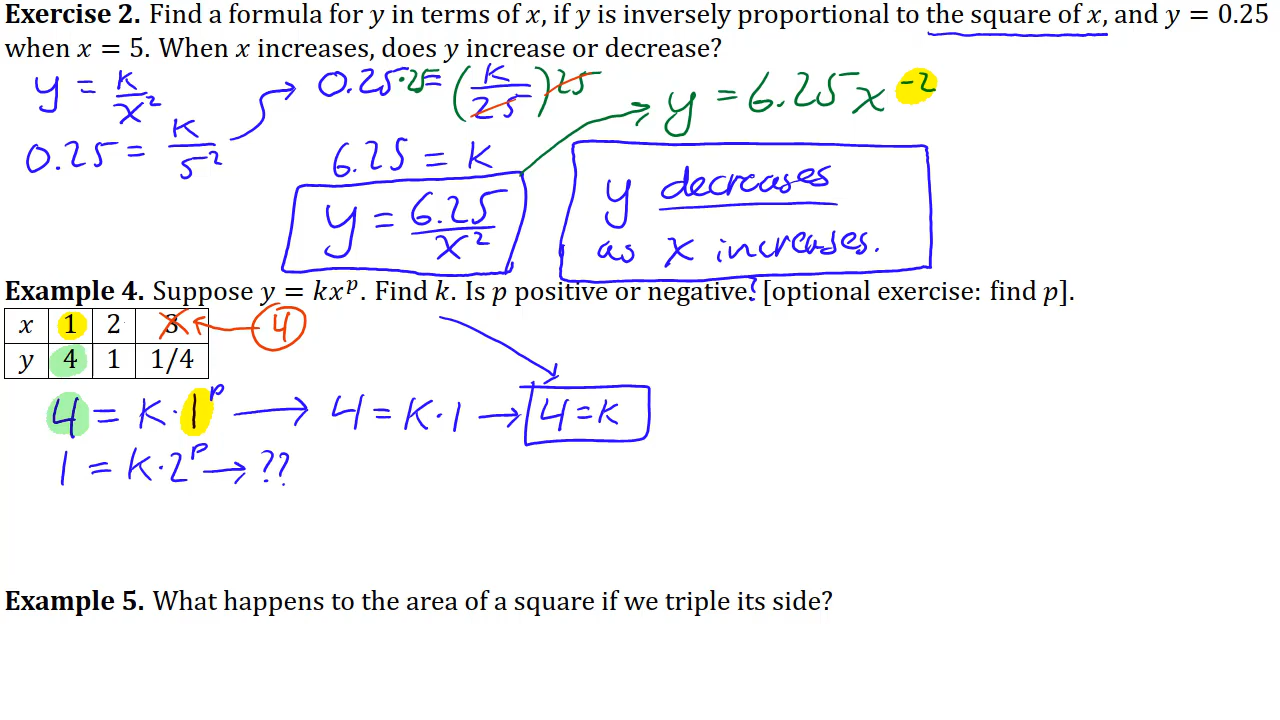 Exercise 2. Find a formula for y in terms of x, if y is inversely proportional to the square of x, and y = 0.25
when x = 5. When x increases, does y increase or decrease?
y = k/x²
0.25 = k/5²
0.25·25 = (k/25)25
6.25 = k
y = 6.25/x²
y = 6.25x⁻²
y decreases
as x increases.
Example 4. Suppose y = kxᵖ. Find k. Is p positive or negative? [optional exercise: find p].
x 1 2 3 ← 4
y 4 1 1/4
4 = k·1ᵖ → 4 = k·1 → 4 = k
1 = k·2ᵖ → ??
Example 5. What happens to the area of a square if we triple its side?